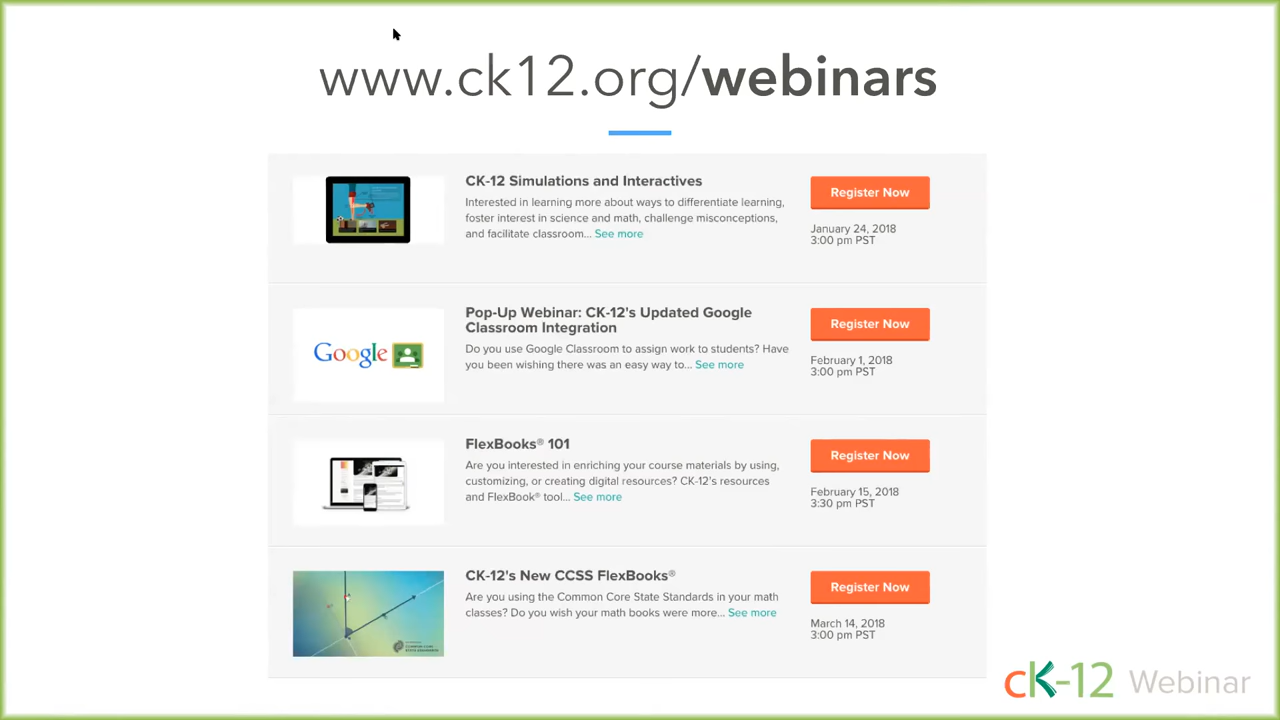 www.ck12.org/webinars
CK-12 Simulations and Interactives
Interested in learning more about ways to differentiate learning,
foster interest in science and math, challenge misconceptions,
and facilitate classroom... See more
Register Now
January 24, 2018
3:00 pm PST
Google
Pop-Up Webinar: CK-12's Updated Google
Classroom Integration
Do you use Google Classroom to assign work to students? Have
you been wishing there was an easy way to... See more
Register Now
February 1, 2018
3:00 pm PST
FlexBooks® 101
Are you interested in enriching your course materials by using,
customizing, or creating digital resources? CK-12's resources
and FlexBook® tool... See more
Register Now
February 15, 2018
3:30 pm PST
COMMON CORE
STATE STANDARDS
CK-12's New CCSS FlexBooks®
Are you using the Common Core State Standards in your math
classes? Do you wish your math books were more... See more
Register Now
March 14, 2018
3:00 pm PST
cK-12 Webinar